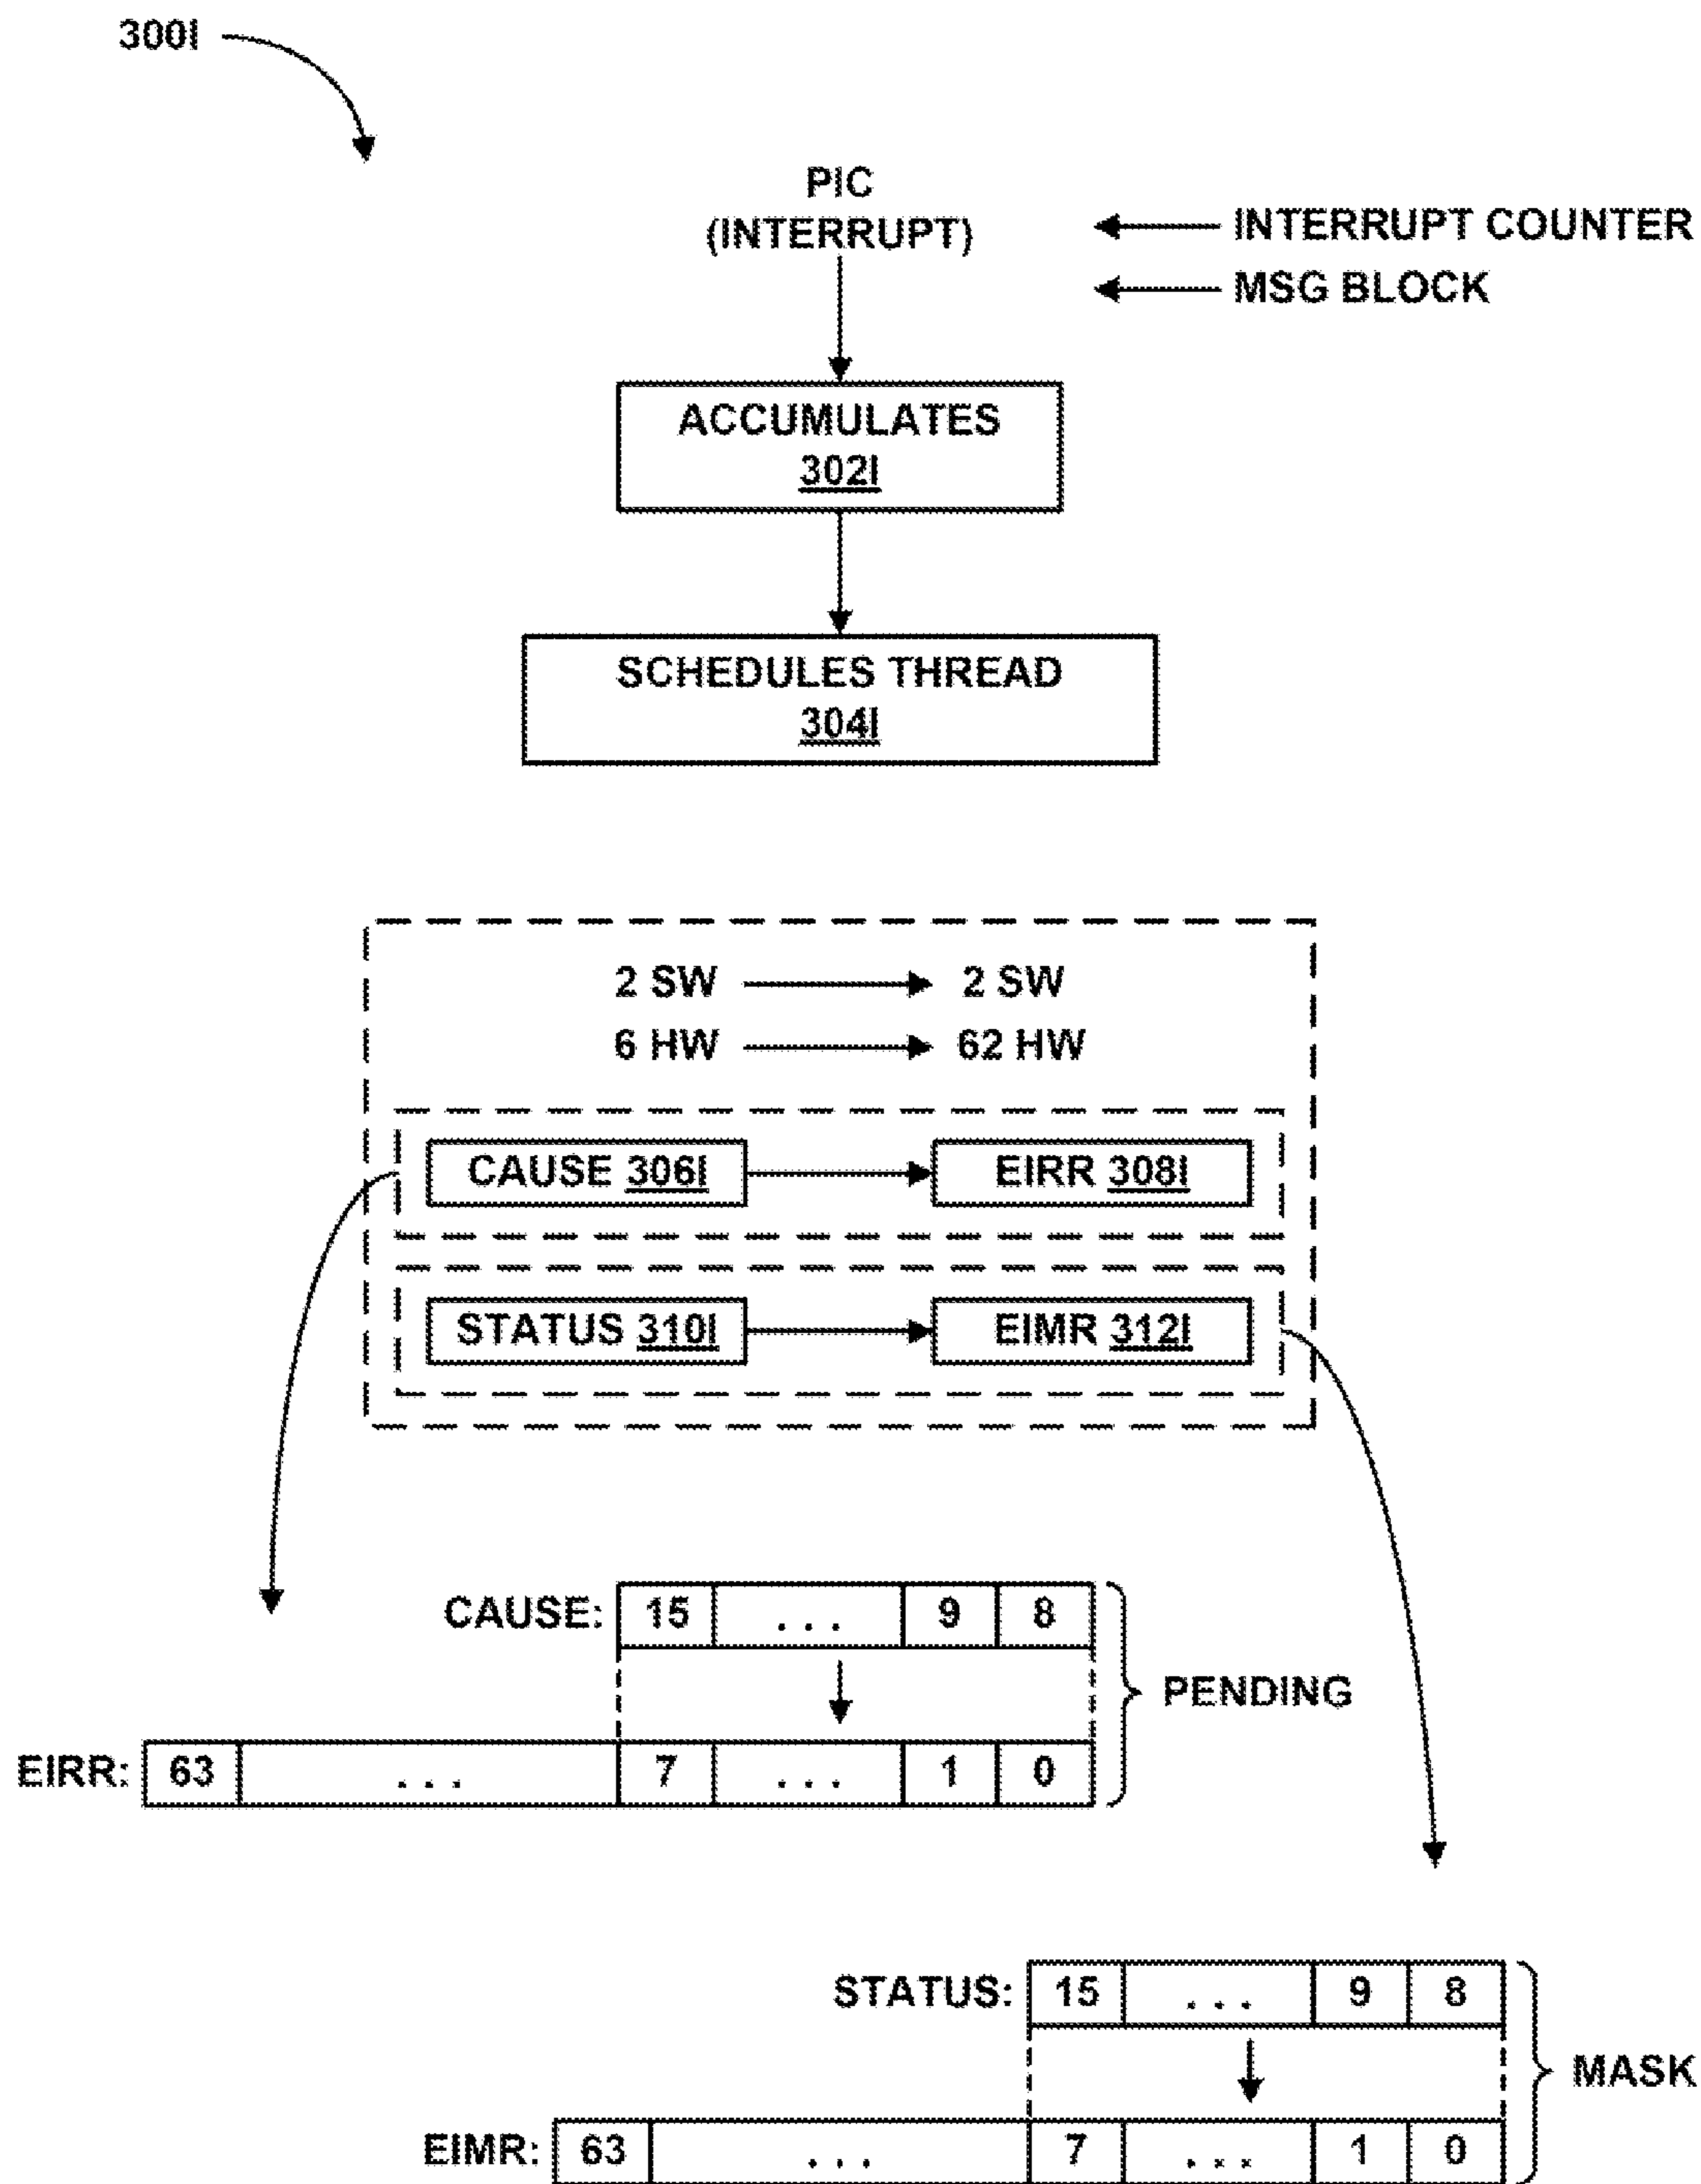 300I
PIC
(INTERRUPT)
INTERRUPT COUNTER
MSG BLOCK
ACCUMULATES
302I
SCHEDULES THREAD
304I
2 SW 2 SW
6 HW 62 HW
CAUSE 306I EIRR 308I
STATUS 310I EIMR 312I
CAUSE: 15 ... 9 8
PENDING
EIRR: 63 ... 7 ... 1 0
STATUS: 15 ... 9 8
MASK
EIMR: 63 ... 7 ... 1 0